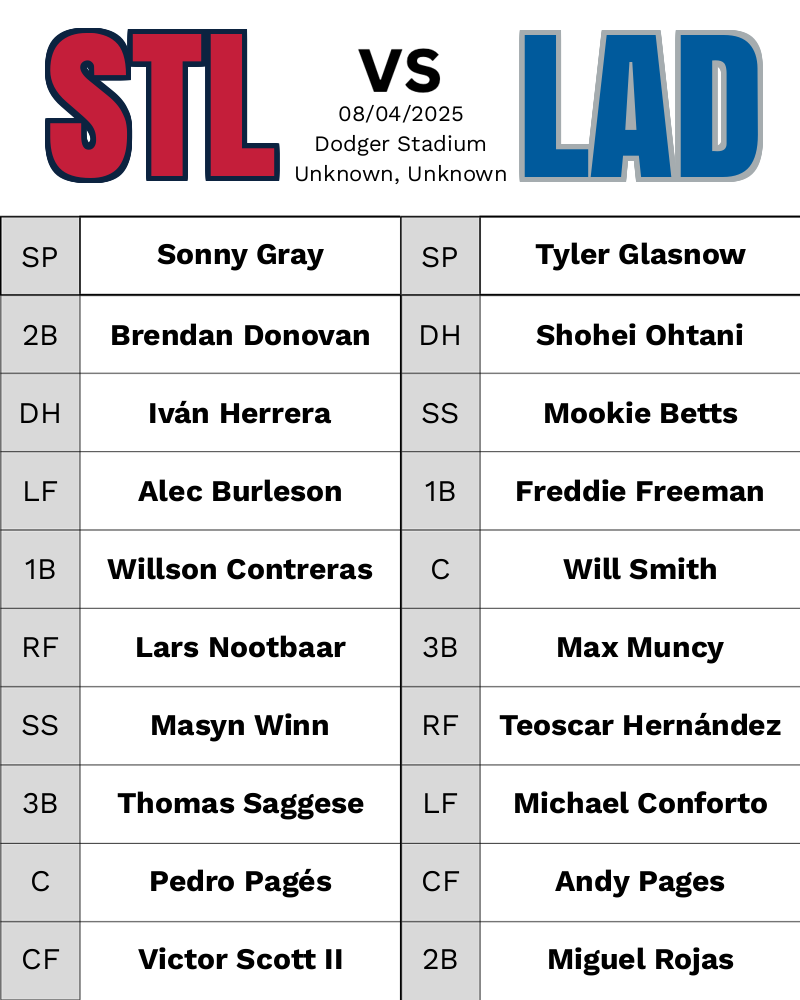 STL
VS
LAD
08/04/2025
Dodger Stadium
Unknown, Unknown
SP Sonny Gray SP Tyler Glasnow
2B Brendan Donovan DH Shohei Ohtani
DH Iván Herrera SS Mookie Betts
LF Alec Burleson 1B Freddie Freeman
1B Willson Contreras C Will Smith
RF Lars Nootbaar 3B Max Muncy
SS Masyn Winn RF Teoscar Hernández
3B Thomas Saggese LF Michael Conforto
C Pedro Pagés CF Andy Pages
CF Victor Scott II 2B Miguel Rojas